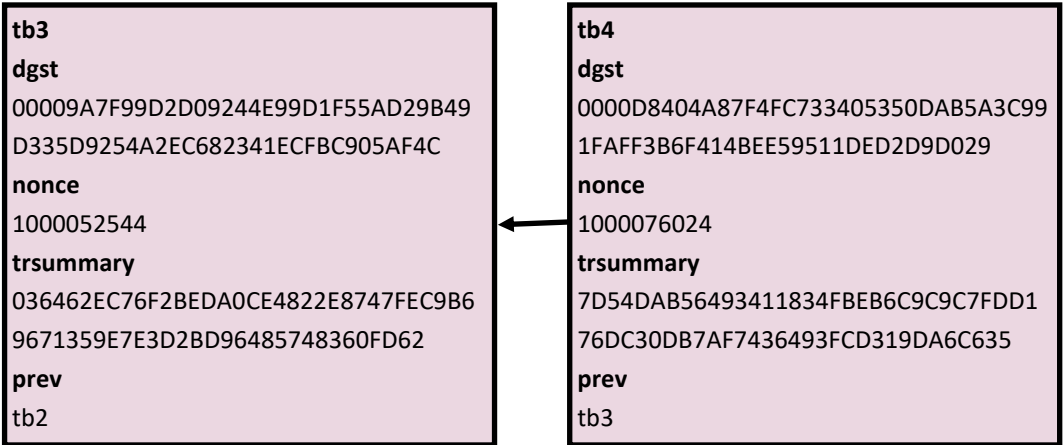 tb3
dgst
00009A7F99D2D09244E99D1F55AD29B49
D335D9254A2EC682341ECFBC905AF4C
nonce
1000052544
trsummary
036462EC76F2BEDA0CE4822E8747FEC9B6
9671359E7E3D2BD96485748360FD62
prev
tb2
tb4
dgst
0000D8404A87F4FC733405350DAB5A3C99
1FAFF3B6F414BEE59511DED2D9D029
nonce
1000076024
trsummary
7D54DAB56493411834FBEB6C9C9C7FDD1
76DC30DB7AF7436493FCD319DA6C635
prev
tb3